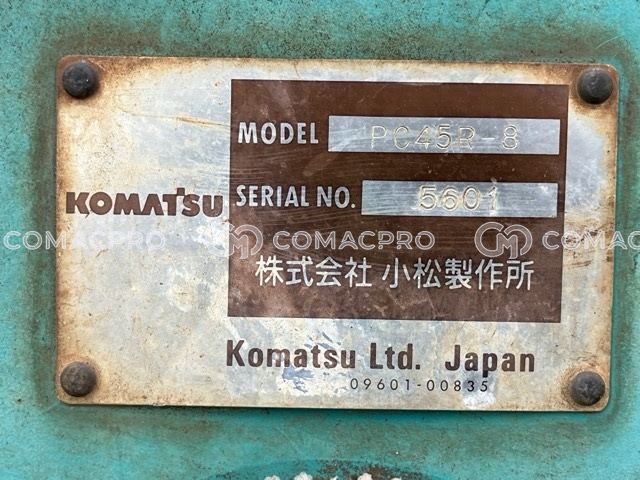 MODEL PC45R-8
KOMATSU SERIAL NO. 5601
COMACPRO COMACPRO COMAC
株式会社 小松製作所
Komatsu Ltd. Japan
09601-00835